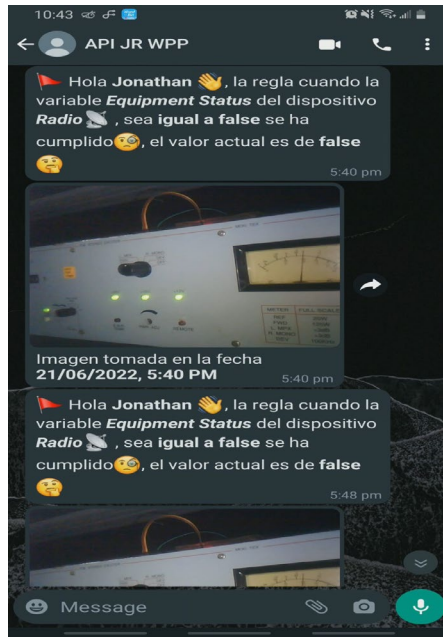 10:43
API JR WPP
Hola Jonathan 👋, la regla cuando la
variable Equipment Status del dispositivo
Radio 📡 , sea igual a false se ha
cumplido🧐, el valor actual es de false
🤔
5:40 pm
METER
FULL SCALE
Imagen tomada en la fecha
21/06/2022, 5:40 PM
5:40 pm
Hola Jonathan 👋, la regla cuando la
variable Equipment Status del dispositivo
Radio 📡 , sea igual a false se ha
cumplido🧐, el valor actual es de false
🤔
5:48 pm
Message